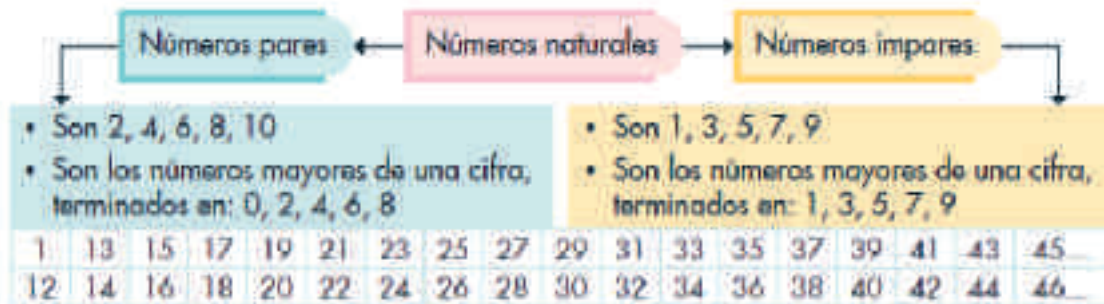 Números pares
Números naturales
Números impares
• Son 2, 4, 6, 8, 10
• Son los números mayores de una cifra,
terminados en: 0, 2, 4, 6, 8
• Son 1, 3, 5, 7, 9
• Son los números mayores de una cifra,
terminados en: 1, 3, 5, 7, 9
1 13 15 17 19 21 23 25 27 29 31 33 35 37 39 41 43 45...
12 14 16 18 20 22 24 26 28 30 32 34 36 38 40 42 44 46...